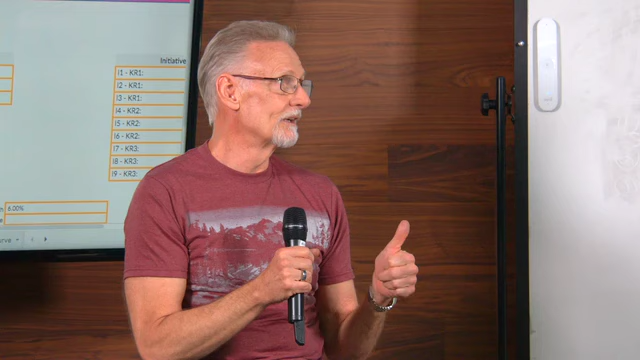 Initiative
I1 - KR1:
I2 - KR1:
I3 - KR1:
I4 - KR2:
I5 - KR2:
I6 - KR2:
I7 - KR3:
I8 - KR3:
I9 - KR3:
6.00%